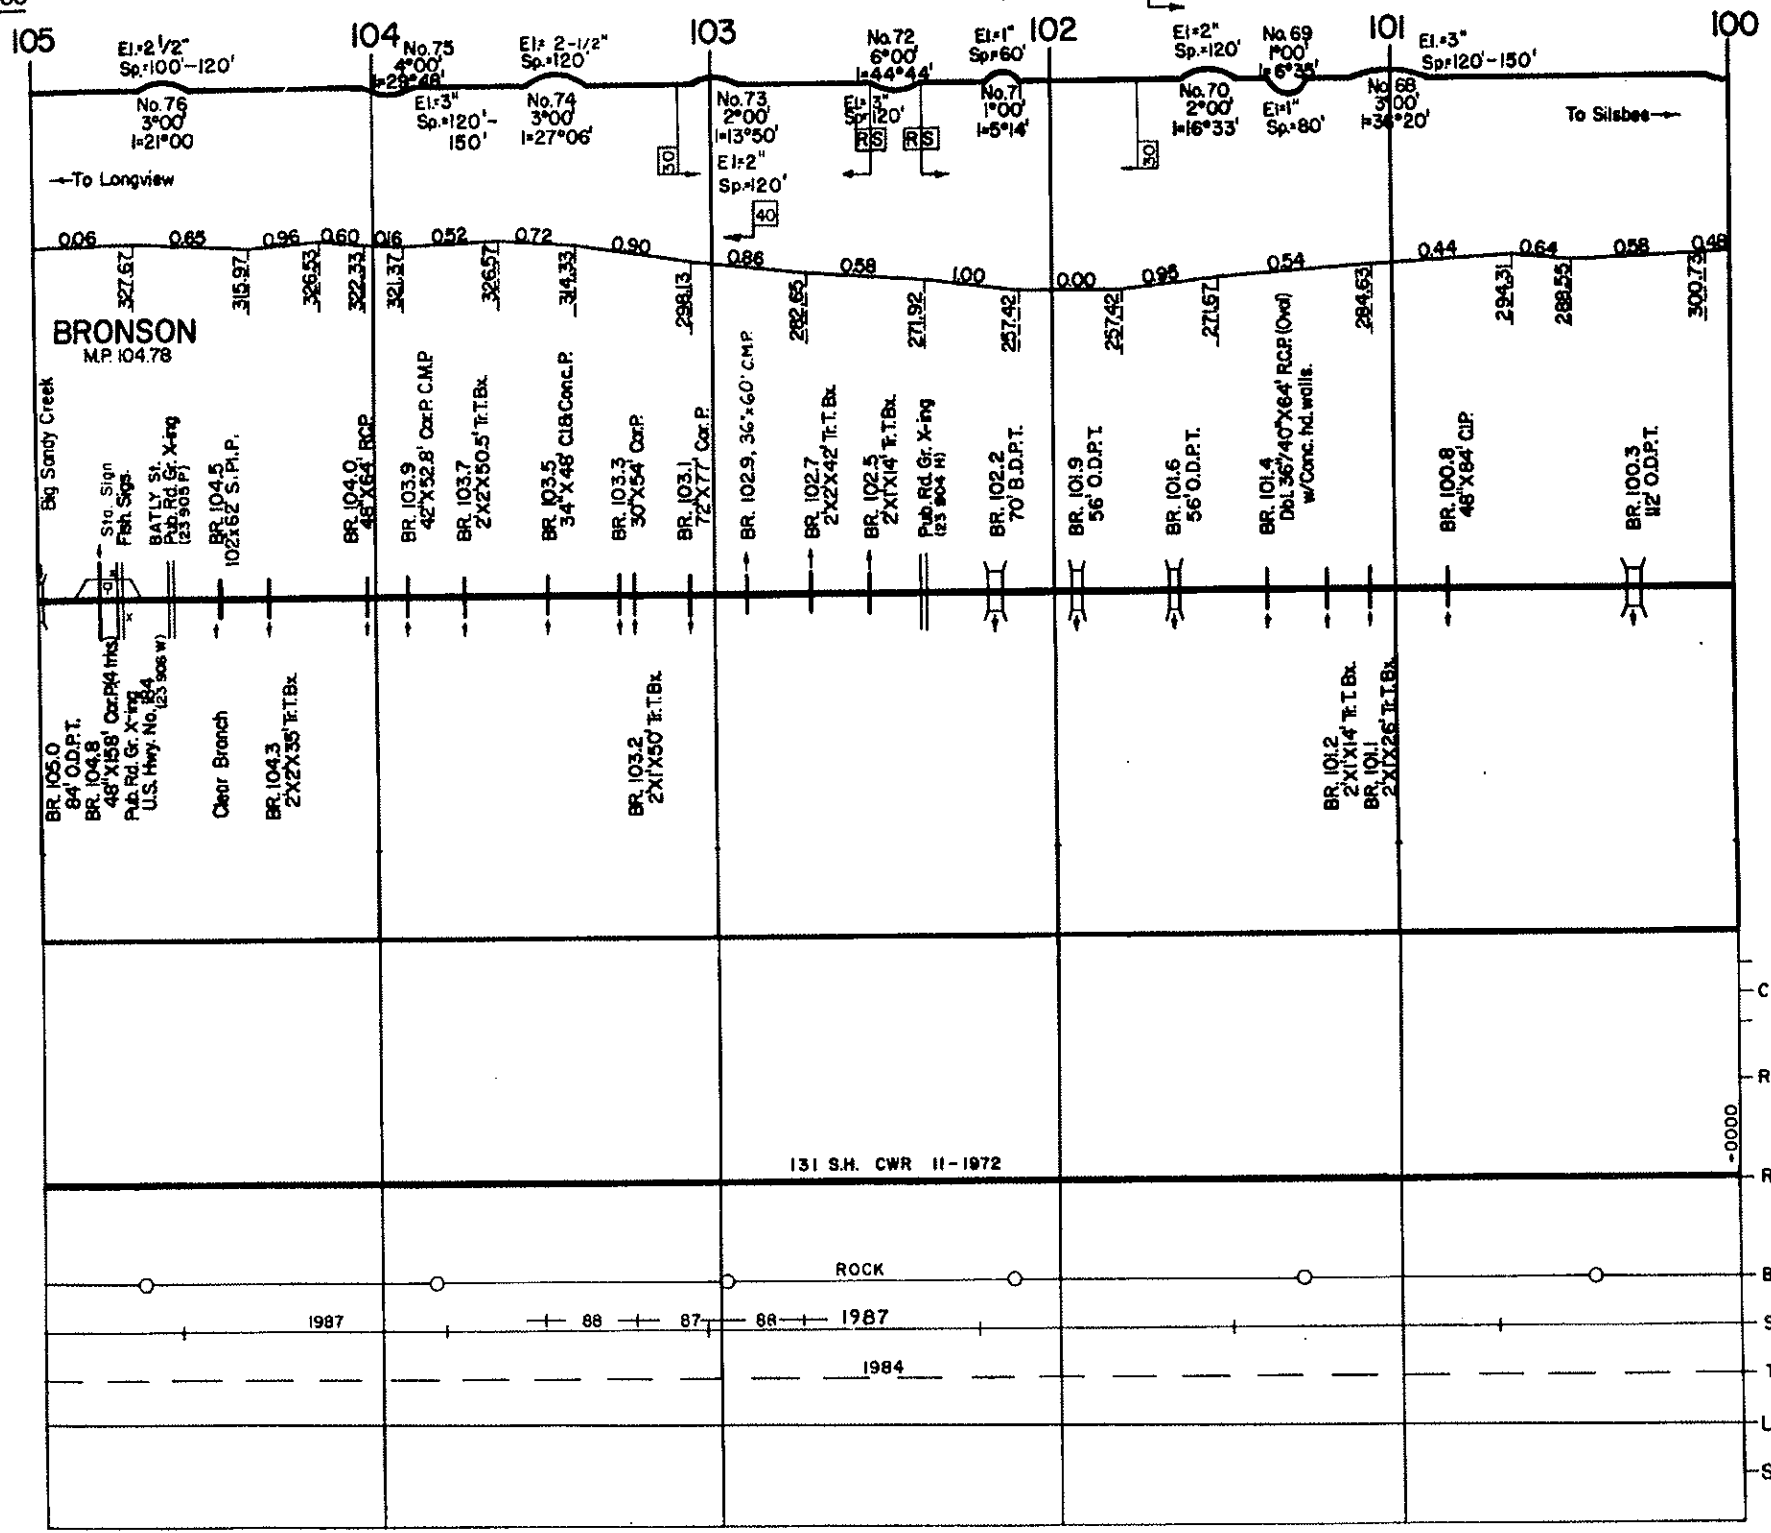 105
104
103
102
101
100
El.=2 1/2"
Sp.=100'-120'
No.76
3°00'
I=21°00
No.75
4°00'
I=29°48'
El=3"
Sp.=120'-
150'
El= 2-1/2"
Sp.=120'
No.74
3°00'
I=27°06'
No.73
2°00'
I=13°50'
El=2"
Sp.=120'
No.72
6°00'
I=44°44'
El=3"
Sp=120'
R S
R S
El=1"
Sp=60'
No.71
1°00'
I=5°14'
El=2"
Sp.=120'
No.70
2°00'
I=16°33'
No.69
1°00'
I=6°35'
El=1"
Sp.=80'
El.=3"
Sp=120'-150'
No.68
3°00'
I=36°20'
To Silsbee→
←To Longview
30
40
30
0.06
0.65
0.96
0.60
0.16
0.52
0.72
0.90
0.86
0.58
1.00
0.00
0.95
0.54
0.44
0.64
0.58
0.48
327.67
315.97
326.53
322.33
321.37
326.57
314.33
298.13
282.65
271.92
257.42
257.42
271.67
284.63
294.31
288.55
300.73
BRONSON
M.P. 104.78
Big Sandy Creek
Sta. Sign
Flsh. Sigs.
BATLY St.
Pub. Rd. Gr. X-ing
(23 905 P)
BR. 104.5
102x62' S.Pl.P.
BR. 104.0
48"X64' RCP.
BR. 103.9
42"X52.8' Cor.P. C.M.P
BR. 103.7
2'X2'X50.5' Tr.T.Bx.
BR. 103.5
34"X48' C.I.&Conc.P.
BR. 103.3
30"X54' Cor.P.
BR. 103.1
72"X77' Cor.P.
BR. 102.9, 36"x60' C.M.P.
BR. 102.7
2'X2'X42' Tr.T.Bx.
BR. 102.5
2'X1'X14' Tr.T.Bx.
Pub. Rd. Gr. X-ing
(23 904 H)
BR. 102.2
70' B.D.P.T.
BR. 101.9
56' O.D.P.T.
BR. 101.6
56' O.D.P.T.
BR. 101.4
Dbl. 36"/40"X64' R.C.P. (Oval)
w/Conc. hd. walls.
BR. 100.8
48"X84' C.I.P.
BR. 100.3
112' O.D.P.T.
BR. 105.0
84' O.D.P.T.
BR. 104.8
48"X158' Cor.P.(4 trks)
Pub. Rd. Gr. X-ing
U.S. Hwy. No. 184
(23 906 W)
Clear Branch
BR. 104.3
2'X2'X35' Tr.T.Bx.
BR. 103.2
2'X1'X50' Tr.T.Bx.
BR. 101.2
2'X1'X14' Tr.T. Bx.
BR. 101.1
2'X1'X26' Tr.T.Bx.
C
R
-0000
131 S.H. CWR 11-1972
R
ROCK
B
1987
88
87
88
1987
S
1984
T
U
S